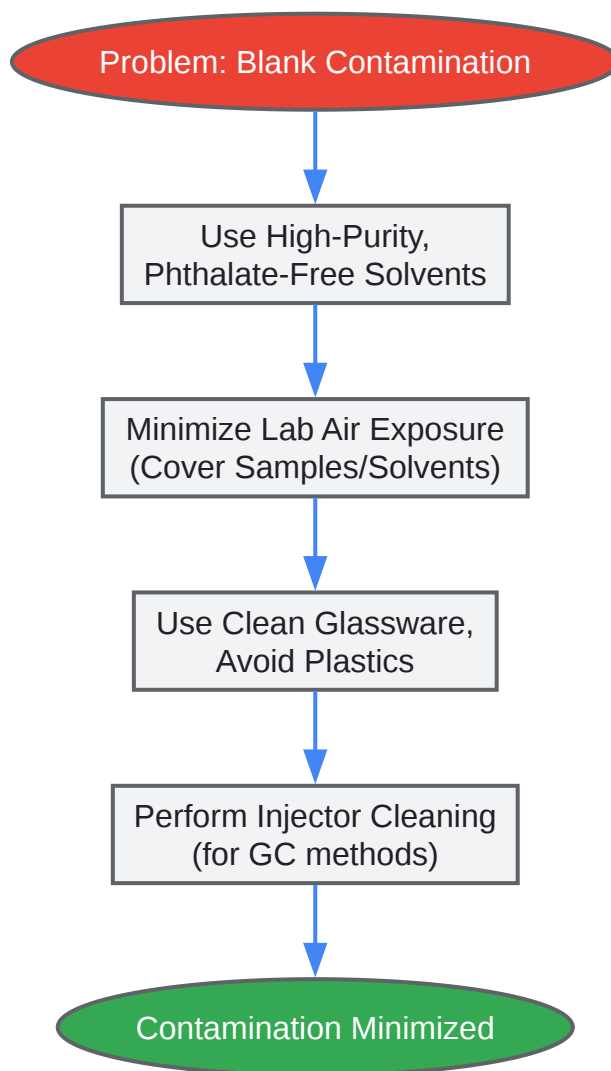 Problem: Blank Contamination
Use High-Purity,
Phthalate-Free Solvents
Minimize Lab Air Exposure
(Cover Samples/Solvents)
Use Clean Glassware,
Avoid Plastics
Perform Injector Cleaning
(for GC methods)
Contamination Minimized